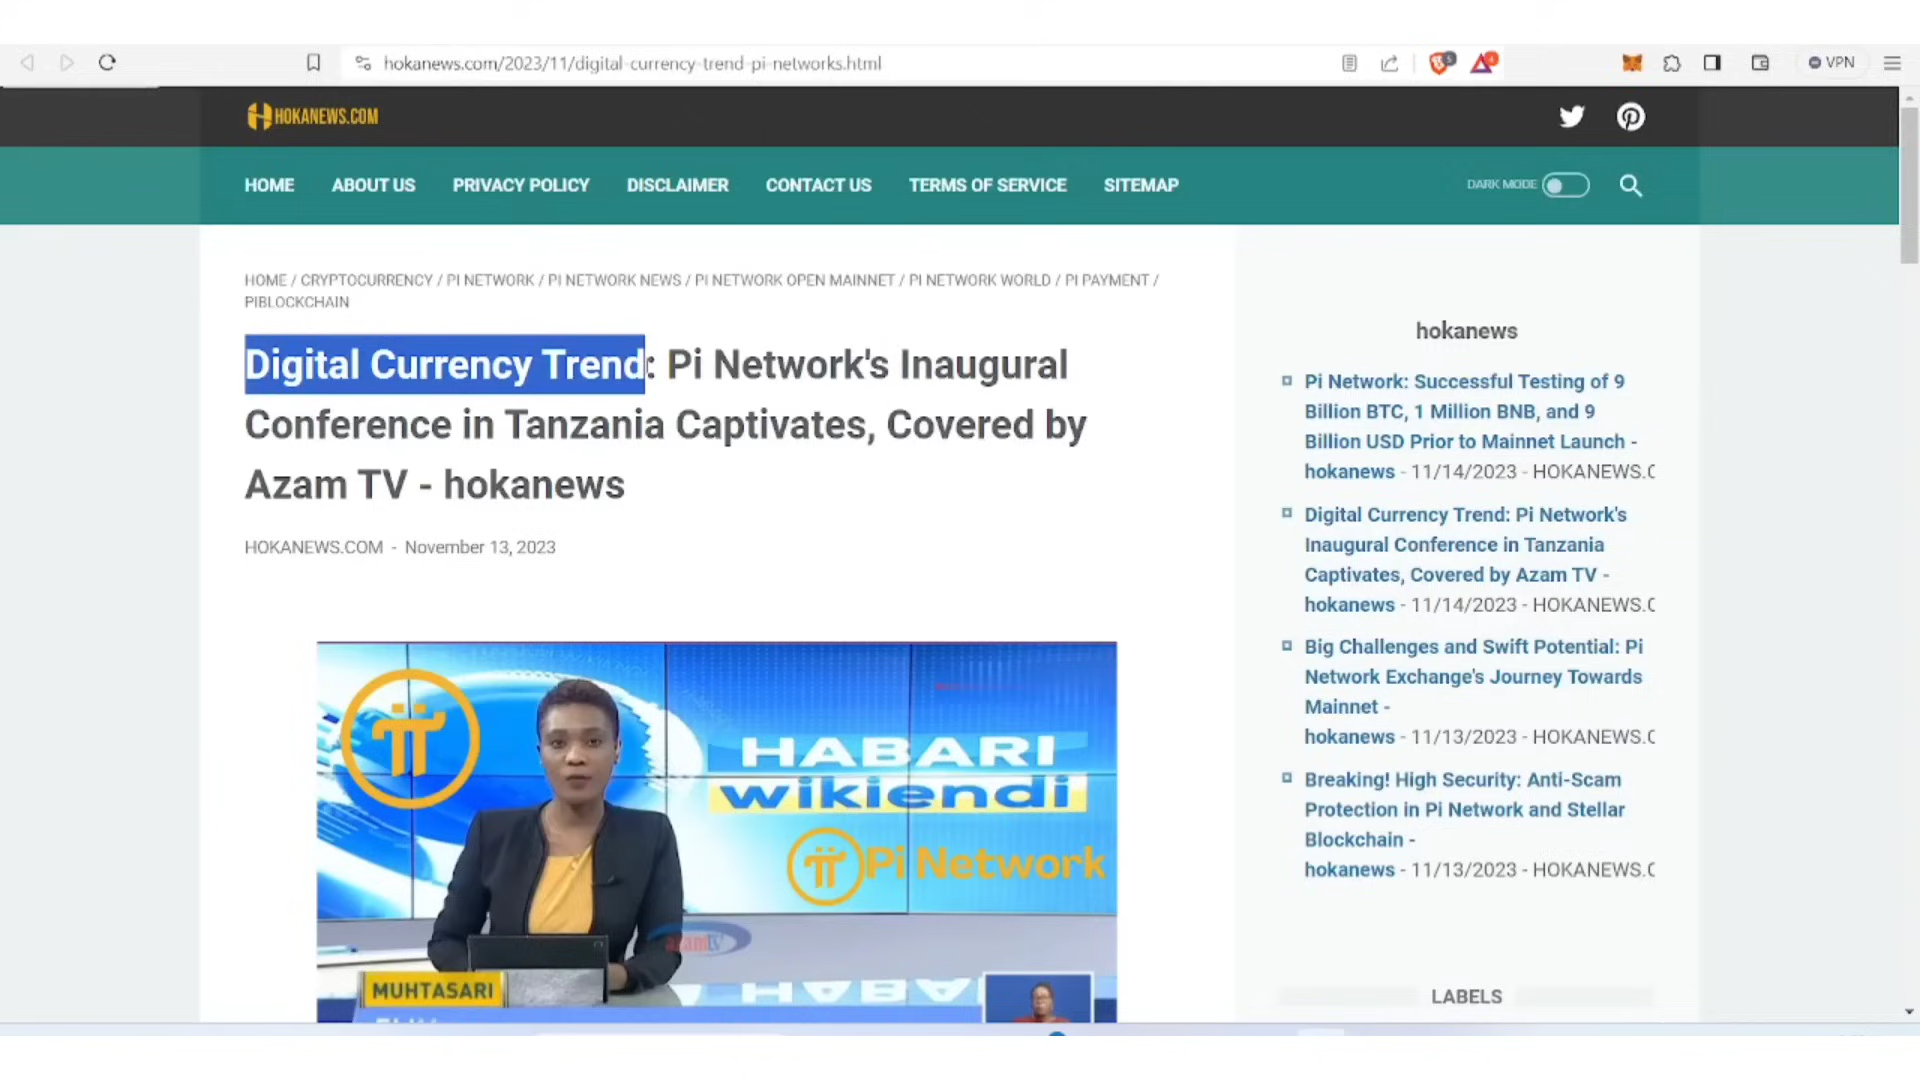 hokanews.com/2023/11/digital-currency-trend-pi-networks.html
VPN
HOKANEWS.COM
HOME ABOUT US PRIVACY POLICY DISCLAIMER CONTACT US TERMS OF SERVICE SITEMAP DARK MODE
HOME / CRYPTOCURRENCY / PI NETWORK / PI NETWORK NEWS / PI NETWORK OPEN MAINNET / PI NETWORK WORLD / PI PAYMENT /
PIBLOCKCHAIN
Digital Currency Trend: Pi Network's Inaugural
Conference in Tanzania Captivates, Covered by
Azam TV - hokanews
HOKANEWS.COM - November 13, 2023
HABARI
wikiendi
Pi Network
azamtv
MUHTASARI
hokanews
Pi Network: Successful Testing of 9
Billion BTC, 1 Million BNB, and 9
Billion USD Prior to Mainnet Launch -
hokanews - 11/14/2023 - HOKANEWS.C
Digital Currency Trend: Pi Network's
Inaugural Conference in Tanzania
Captivates, Covered by Azam TV -
hokanews - 11/14/2023 - HOKANEWS.C
Big Challenges and Swift Potential: Pi
Network Exchange's Journey Towards
Mainnet -
hokanews - 11/13/2023 - HOKANEWS.C
Breaking! High Security: Anti-Scam
Protection in Pi Network and Stellar
Blockchain -
hokanews - 11/13/2023 - HOKANEWS.C
LABELS